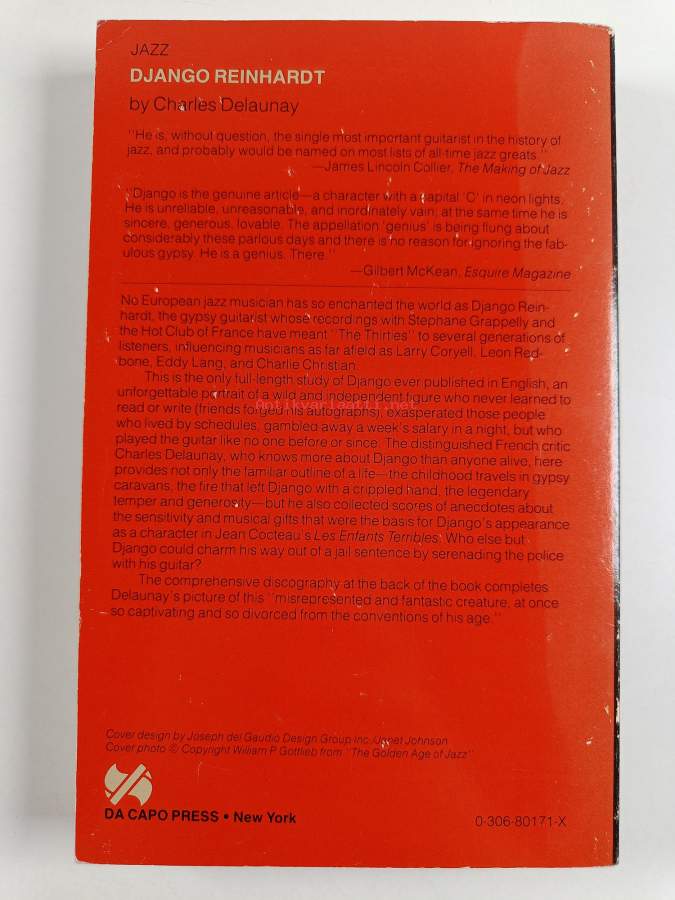 JAZZ
DJANGO REINHARDT
by Charles Delaunay
"He is, without question, the single most important guitarist in the history of
jazz, and probably would be named on most lists of all-time jazz greats."
—James Lincoln Collier, The Making of Jazz
"Django is the genuine article—a character with a capital 'C' in neon lights.
He is unreliable, unreasonable, and inordinately vain; at the same time he is
sincere, generous, lovable. The appellation 'genius' is being flung about
considerably these parlous days and there is no reason for ignoring the fab-
ulous gypsy. He is a genius. There."
—Gilbert McKean, Esquire Magazine
No European jazz musician has so enchanted the world as Django Rein-
hardt, the gypsy guitarist whose recordings with Stephane Grappelly and
the Hot Club of France have meant "The Thirties" to several generations of
listeners, influencing musicians as far afield as Larry Coryell, Leon Red-
bone, Eddy Lang, and Charlie Christian.
This is the only full-length study of Django ever published in English, an
unforgettable portrait of a wild and independent figure who never learned to
read or write (friends forged his autographs), exasperated those people
who lived by schedules, gambled away a week's salary in a night, but who
played the guitar like no one before or since. The distinguished French critic
Charles Delaunay, who knows more about Django than anyone alive, here
provides not only the familiar outline of a life—the childhood travels in gypsy
caravans, the fire that left Django with a crippled hand, the legendary
temper and generosity—but he also collected scores of anecdotes about
the sensitivity and musical gifts that were the basis for Django's appearance
as a character in Jean Cocteau's Les Enfants Terribles. Who else but
Django could charm his way out of a jail sentence by serenading the police
with his guitar?
The comprehensive discography at the back of the book completes
Delaunay's picture of this "misrepresented and fantastic creature, at once
so captivating and so divorced from the conventions of his age."
Cover design by Joseph del Gaudio Design Group Inc./Janet Johnson
Cover photo © Copyright William P. Gottlieb from "The Golden Age of Jazz"
DA CAPO PRESS • New York
0-306-80171-X